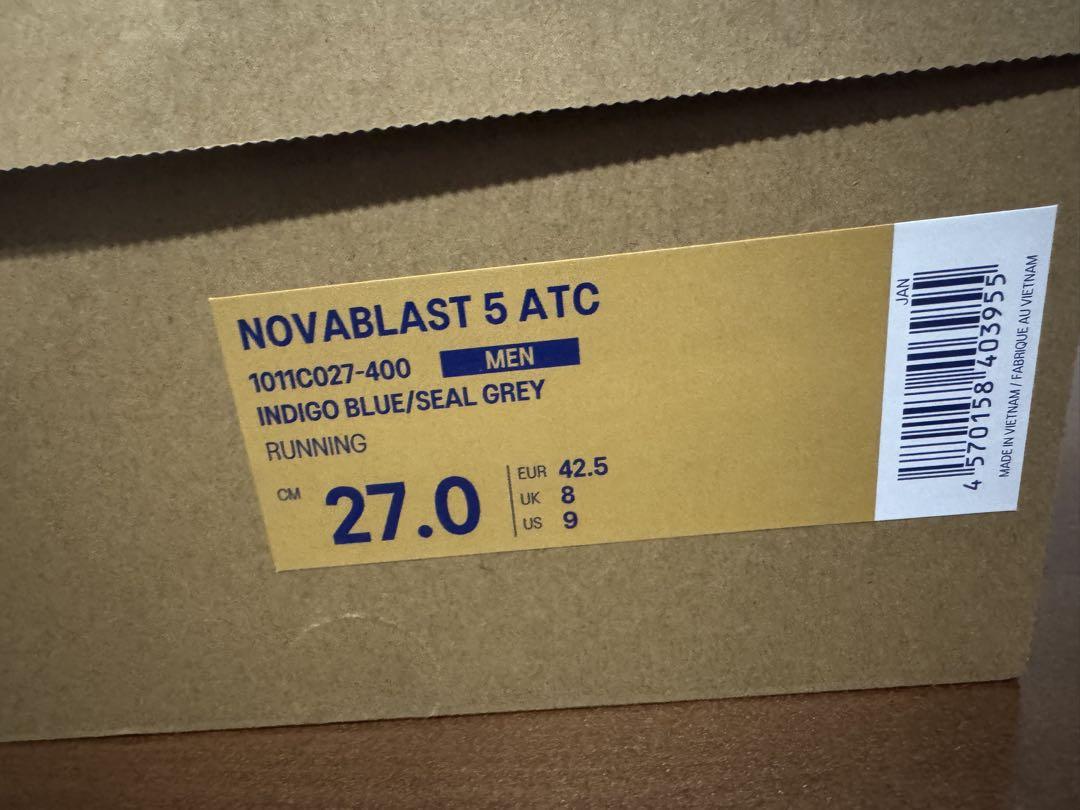 NOVABLAST 5 ATC
1011C027-400 MEN
INDIGO BLUE/SEAL GREY
RUNNING
CM 27.0
EUR 42.5
UK 8
US 9
JAN
4 570158 403955
MADE IN VIETNAM / FABRIQUE AU VIETNAM